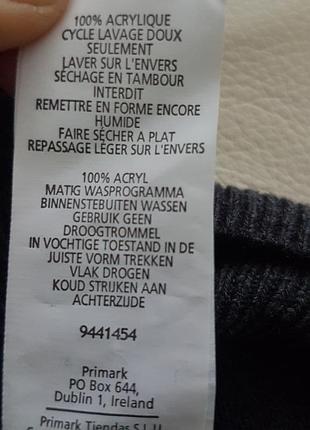 100% ACRYLIQUE
CYCLE LAVAGE DOUX
SEULEMENT
LAVER SUR L'ENVERS
SÉCHAGE EN TAMBOUR
INTERDIT
REMETTRE EN FORME ENCORE
HUMIDE
FAIRE SÉCHER A PLAT
REPASSAGE LÉGER SUR L'ENVERS
100% ACRYL
MATIG WASPROGRAMMA
BINNENSTEBUITEN WASSEN
GEBRUIK GEEN
DROOGTROMMEL
IN VOCHTIGE TOESTAND IN DE
JUISTE VORM TREKKEN
VLAK DROGEN
KOUD STRIJKEN AAN
ACHTERZIJDE
9441454
Primark
PO Box 644,
Dublin 1, Ireland
Primark Tiendas S.L.U.